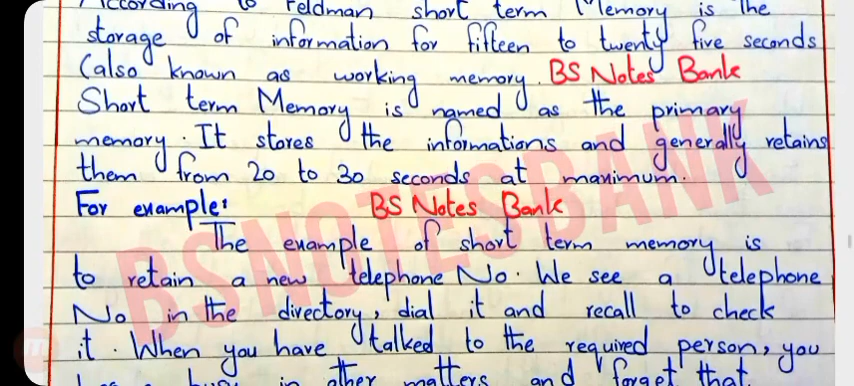 According to Feldman short term Memory is the
storage of information for fifteen to twenty five seconds
(also known as working memory. BS Notes Bank
Short term Memory is named as the primary
memory. It stores the informations and generally retains
them from 20 to 30 seconds at maximum.
For example: BS Notes Bank
The example of short term memory is
to retain a new telephone No. We see a telephone
No in the directory, dial it and recall to check
it. When you have talked to the required person, you
busy in other matters and forget that
BSNOTESBANK